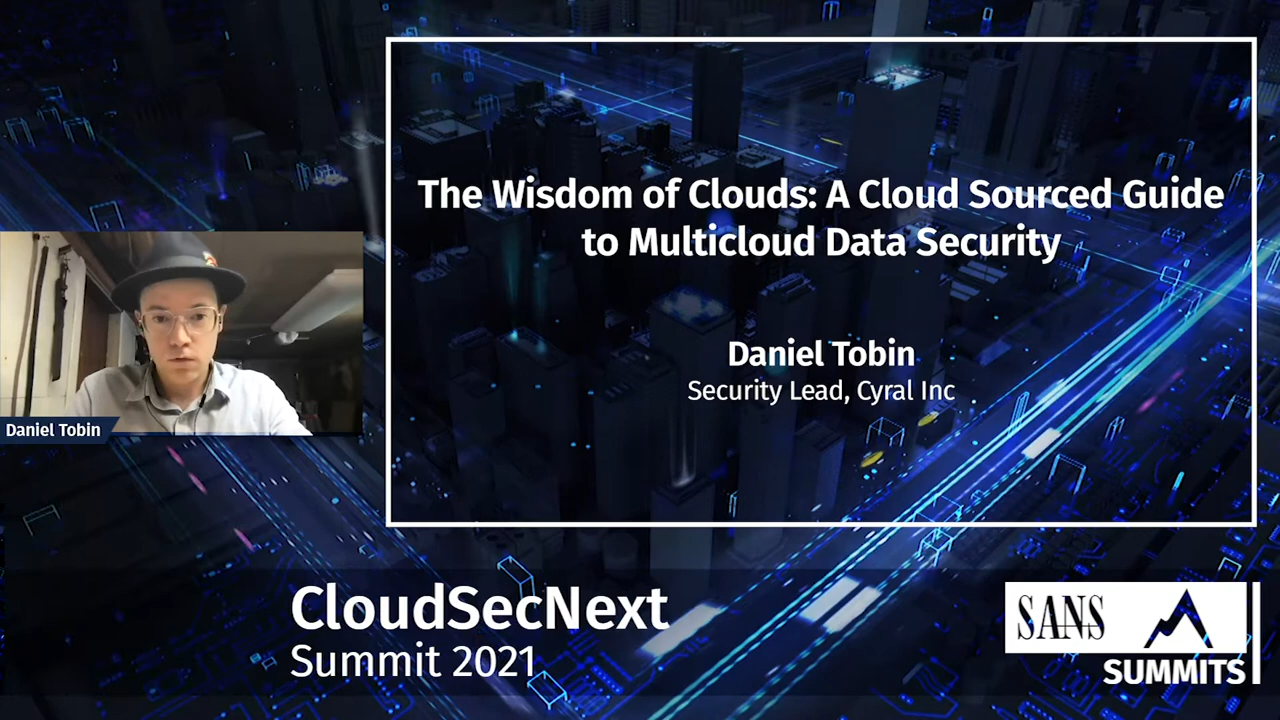 The Wisdom of Clouds: A Cloud Sourced Guide
to Multicloud Data Security
Daniel Tobin
Security Lead, Cyral Inc
Daniel Tobin
CloudSecNext
Summit 2021
SANS
SUMMITS